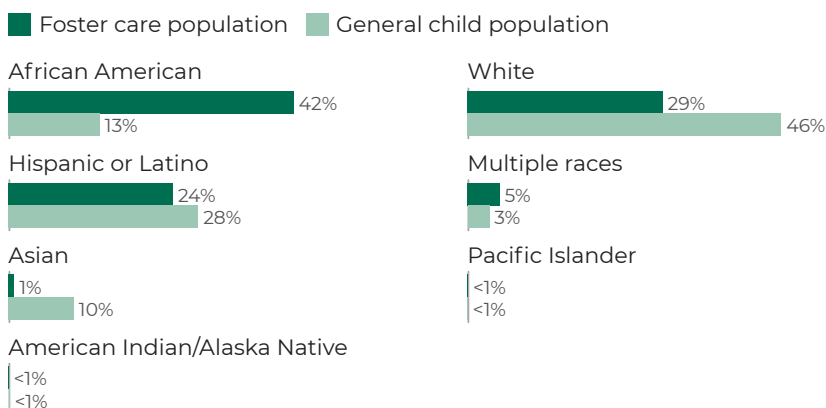 Foster care population General child population
African American
42%
13%
White
29%
46%
Hispanic or Latino
24%
28%
Multiple races
5%
3%
Asian
1%
10%
Pacific Islander
<1%
<1%
American Indian/Alaska Native
<1%
<1%